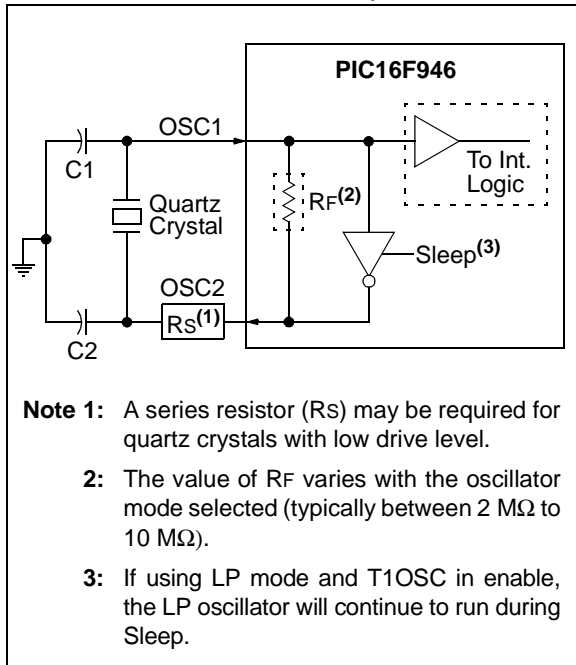 PIC16F946
OSC1
C1
To Int.
Logic
Quartz
Crystal
RF(2)
Sleep(3)
OSC2
RS(1)
C2
Note 1: A series resistor (RS) may be required for
quartz crystals with low drive level.
2: The value of RF varies with the oscillator
mode selected (typically between 2 MΩ to
10 MΩ).
3: If using LP mode and T1OSC in enable,
the LP oscillator will continue to run during
Sleep.